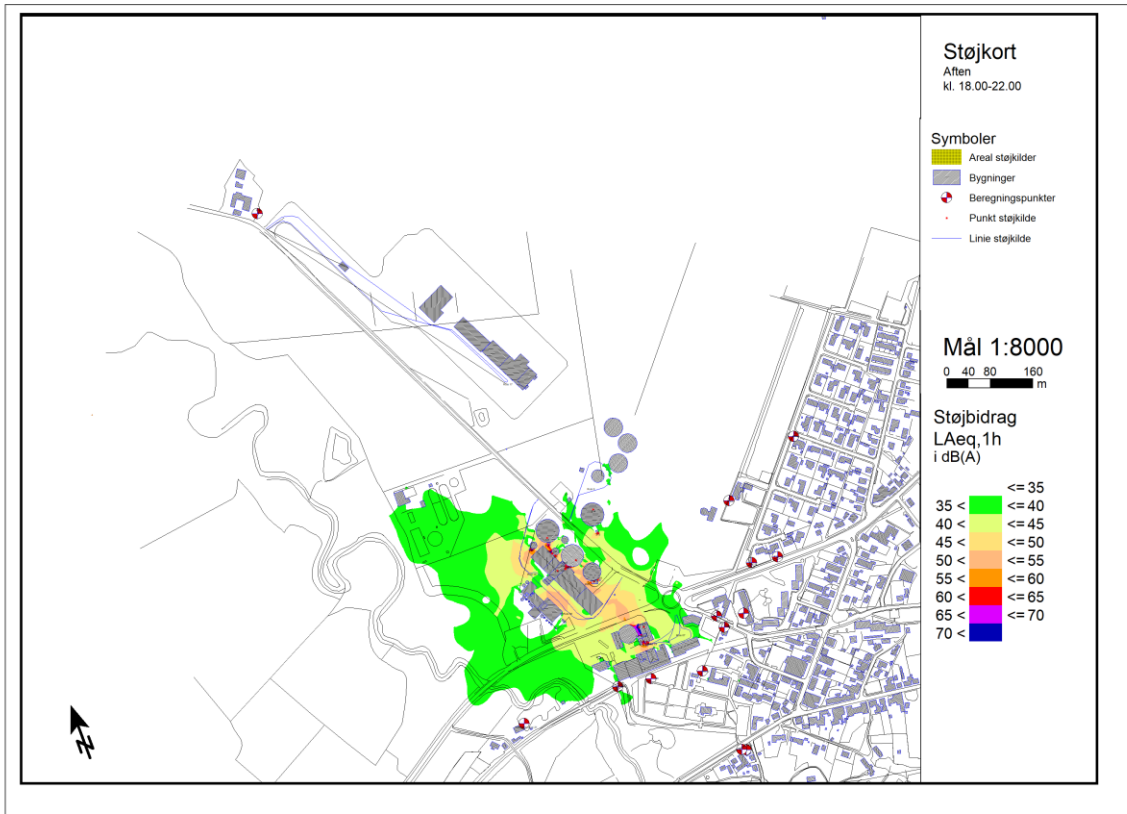 Støjkort
Aften
kl. 18.00-22.00
Symboler
Areal støjkilder
Bygninger
Beregningspunkter
Punkt støjkilde
Linie støjkilde
Mål 1:8000
0 40 80 160
m
Støjbidrag
LAeq,1h
i dB(A)
<= 35
35 < <= 40
40 < <= 45
45 < <= 50
50 < <= 55
55 < <= 60
60 < <= 65
65 < <= 70
70 <
N